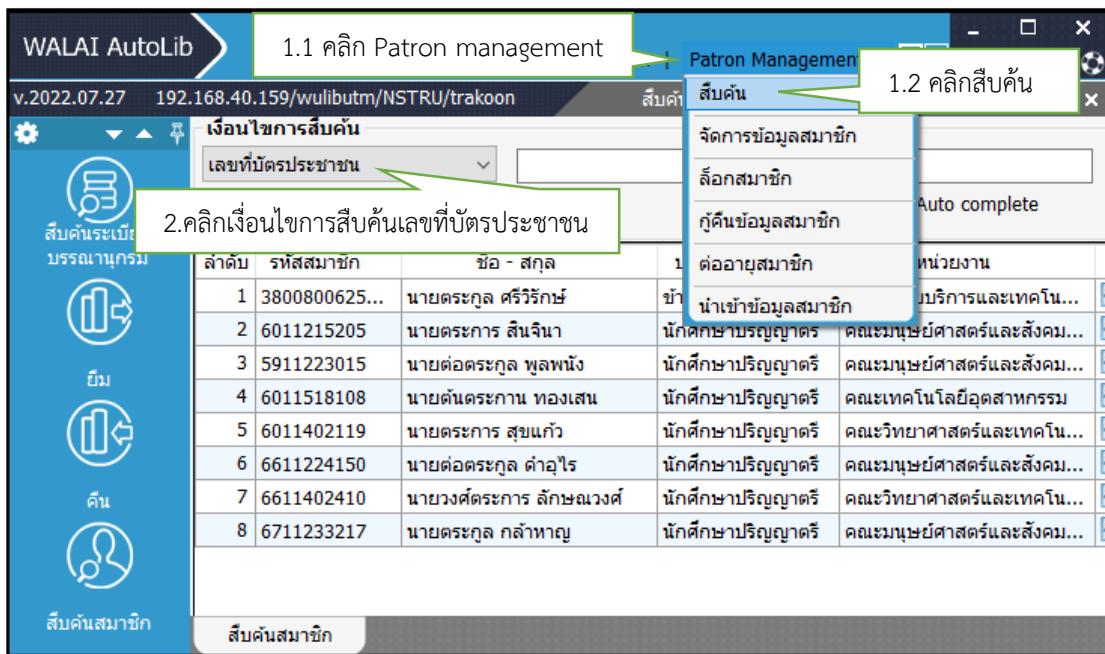 WALAI AutoLib
1.1 คลิก Patron management
Patron Management
1.2 คลิกสืบค้น
v.2022.07.27 192.168.40.159/wulibutm/NSTRU/trakoon
สืบค้น
จัดการข้อมูลสมาชิก
ล็อกสมาชิก
กู้คืนข้อมูลสมาชิก
ต่ออายุสมาชิก
นำเข้าข้อมูลสมาชิก
เงื่อนไขการสืบค้น
เลขที่บัตรประชาชน
2.คลิกเงื่อนไขการสืบค้นเลขที่บัตรประชาชน
Auto complete
สืบค้นระเบียน
บรรณานุกรม
ยืม
คืน
สืบค้นสมาชิก
ลำดับ รหัสสมาชิก ชื่อ - สกุล หน่วยงาน
1 3800800625... นายตระกูล ศรีวิรักษ์
2 6011215205 นายตระการ สินจินา นักศึกษาปริญญาตรี คณะมนุษย์ศาสตร์และสังคม...
3 5911223015 นายต่อตระกูล พูลพนัง นักศึกษาปริญญาตรี คณะมนุษย์ศาสตร์และสังคม...
4 6011518108 นายต้นตระกาน ทองเสน นักศึกษาปริญญาตรี คณะเทคโนโลยีอุตสาหกรรม
5 6011402119 นายตระการ สุขแก้ว นักศึกษาปริญญาตรี คณะวิทยาศาสตร์และเทคโน...
6 6611224150 นายต่อตระกูล ดำอุไร นักศึกษาปริญญาตรี คณะมนุษย์ศาสตร์และสังคม...
7 6611402410 นายวงศ์ตระการ ลักษณวงศ์ นักศึกษาปริญญาตรี คณะวิทยาศาสตร์และเทคโน...
8 6711233217 นายตระกูล กล้าหาญ นักศึกษาปริญญาตรี คณะมนุษย์ศาสตร์และสังคม...
สืบค้นสมาชิก